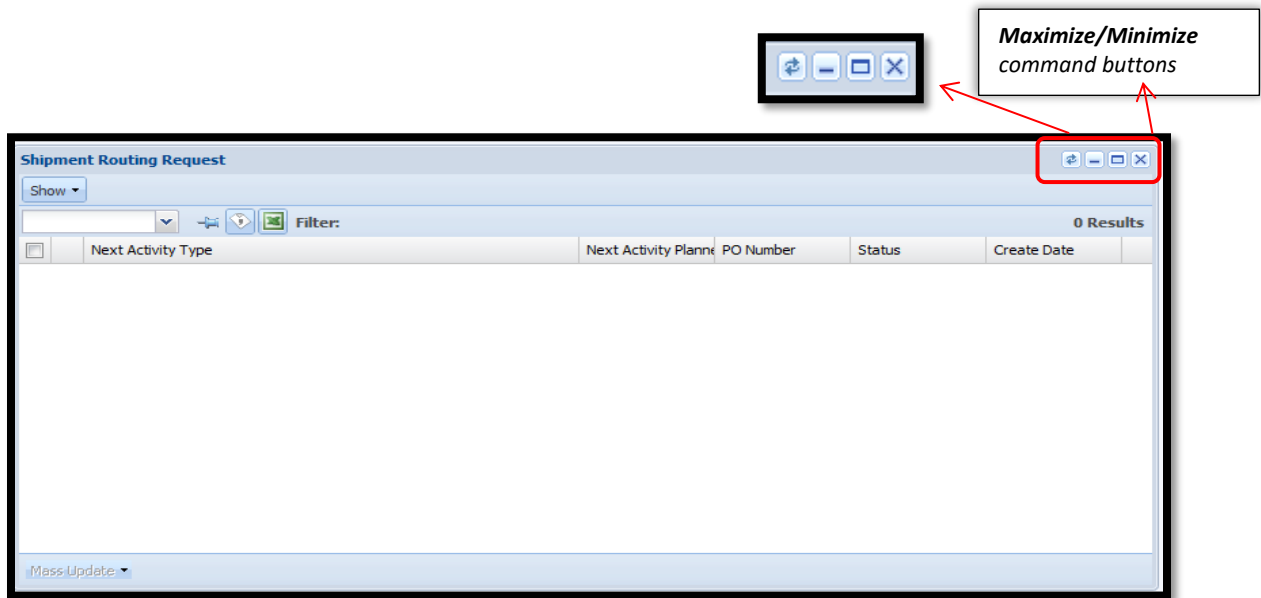 Maximize/Minimize
command buttons
Shipment Routing Request
Show
Filter: 0 Results
Next Activity Type Next Activity Planne PO Number Status Create Date
Mass Update